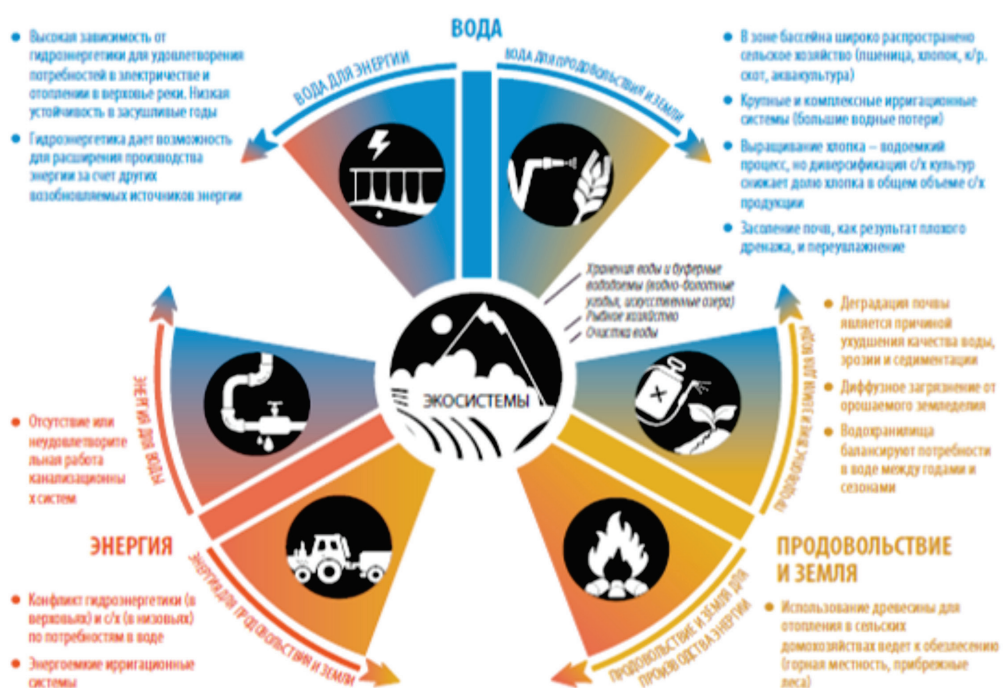 ВОДА
● Высокая зависимость от
гидроэнергетики для удовлетворения
потребностей в электричестве и
отоплении в верховье реки. Низкая
устойчивость в засушливые годы
● Гидроэнергетика дает возможность
для расширения производства
энергии за счет других
возобновляемых источников энергии
ВОДА ДЛЯ ЭНЕРГИИ
ВОДА ДЛЯ ПРОДОВОЛЬСТВИЯ И ЗЕМЛИ
● В зоне бассейна широко распространено
сельское хозяйство (пшеница, хлопок, к/р.
скот, аквакультура)
● Крупные и комплексные ирригационные
системы (большие водные потери)
● Выращивание хлопка – водоемкий
процесс, но диверсификация с/х культур
снижает долю хлопка в общем объеме с/х
продукции
● Засоление почв, как результат плохого
дренажа, и переувлажнение
Хранения воды и буферные
вододоемы (водно-болотные
угодья, искусственные озера)
Рыбное хозяйство
Очистка воды
ЭКОСИСТЕМЫ
ЭНЕРГИЯ ДЛЯ ВОДЫ
● Отсутствие или
неудовлетворите
льная работа
канализационны
х систем
ПРОДОВОЛЬСТВИЕ И ЗЕМЛИ ДЛЯ ВОДЫ
● Деградация почвы
является причиной
ухудшения качества воды,
эрозии и седиментации
● Диффузное загрязнение от
орошаемого земледелия
● Водохранилища
балансируют потребности
в воде между годами и
сезонами
ЭНЕРГИЯ
● Конфликт гидроэнергетики (в
верховьях) и с/х (в низовьях)
по потребностям в воде
● Энергоемкие ирригационные
системы
ЭНЕРГИЯ ДЛЯ ПРОДОВОЛЬСТВИЯ И ЗЕМЛИ
ПРОДОВОЛЬСТВИЕ И ЗЕМЛЯ ДЛЯ
ПРОИЗВОДСТВА ЭНЕРГИИ
ПРОДОВОЛЬСТВИЕ
И ЗЕМЛЯ
● Использование древесины для
отопления в сельских
домохозяйствах ведет к обезлесению
(горная местность, прибрежные
леса)